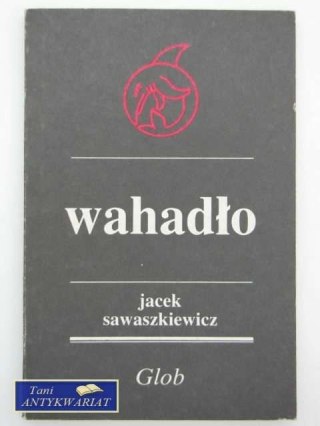 wahadło
jacek
sawaszkiewicz
Glob
Tani
ANTYKWARIAT